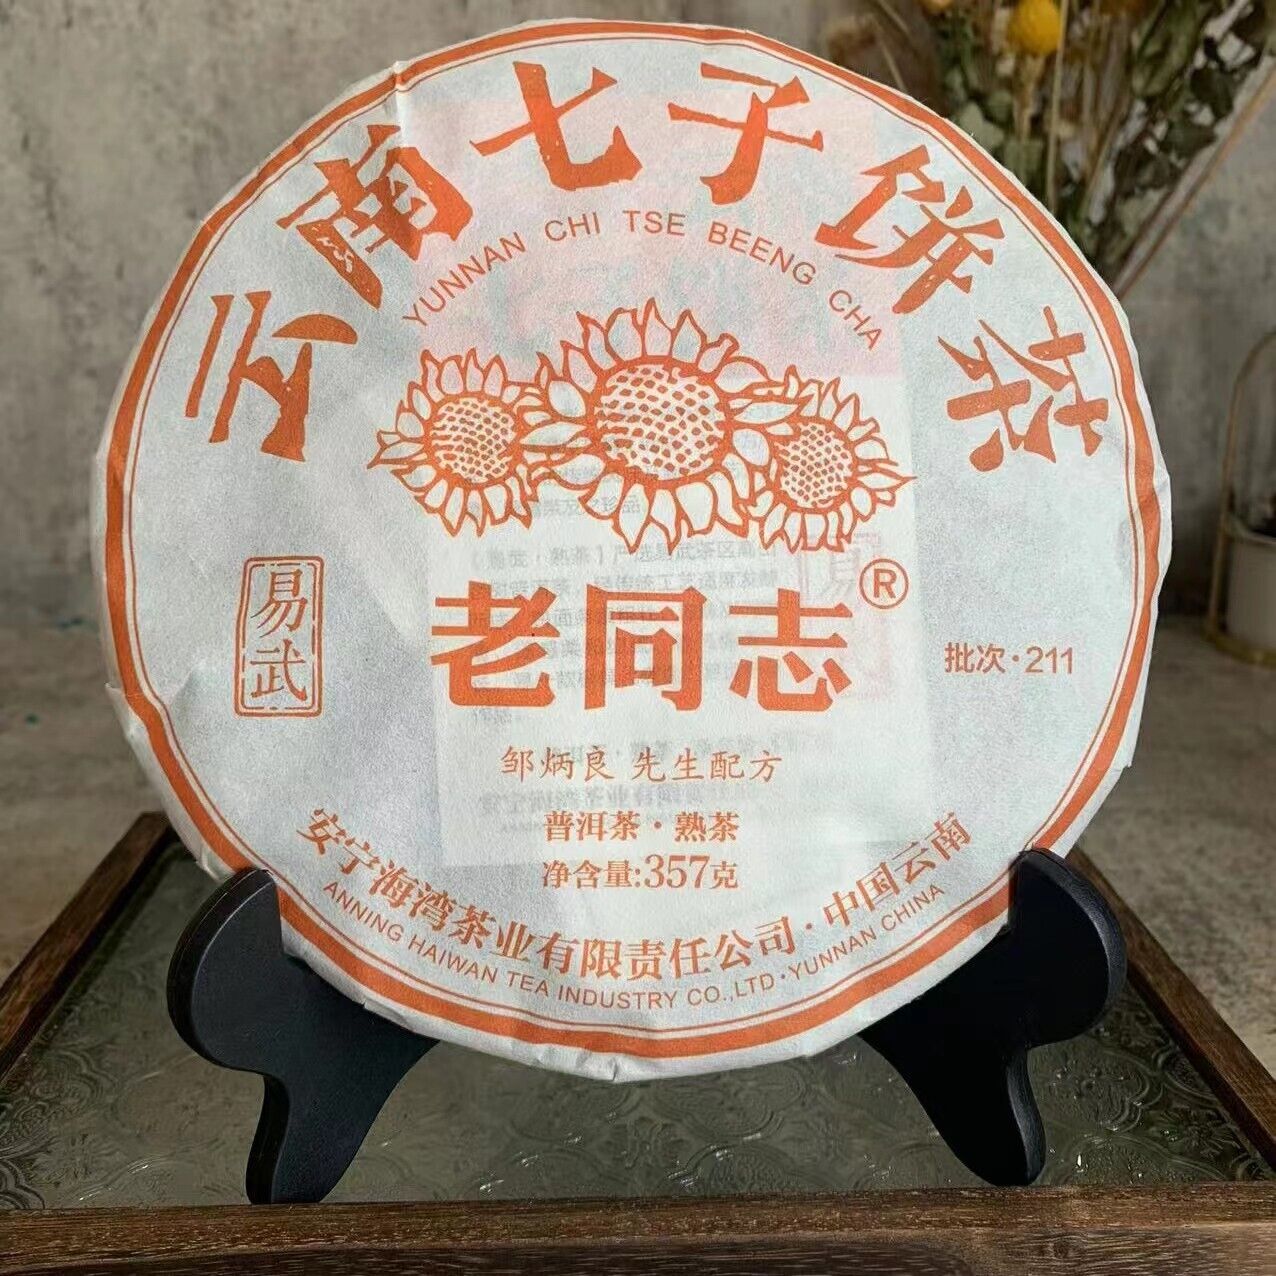 云南七子饼茶
YUNNAN CHI TSE BEENG CHA
老同志®
易武
批次·211
邹炳良 先生配方
普洱茶·熟茶
净含量:357克
安宁海湾茶业有限责任公司·中国云南
ANNING HAIWAN TEA INDUSTRY CO.,LTD·YUNNAN CHINA